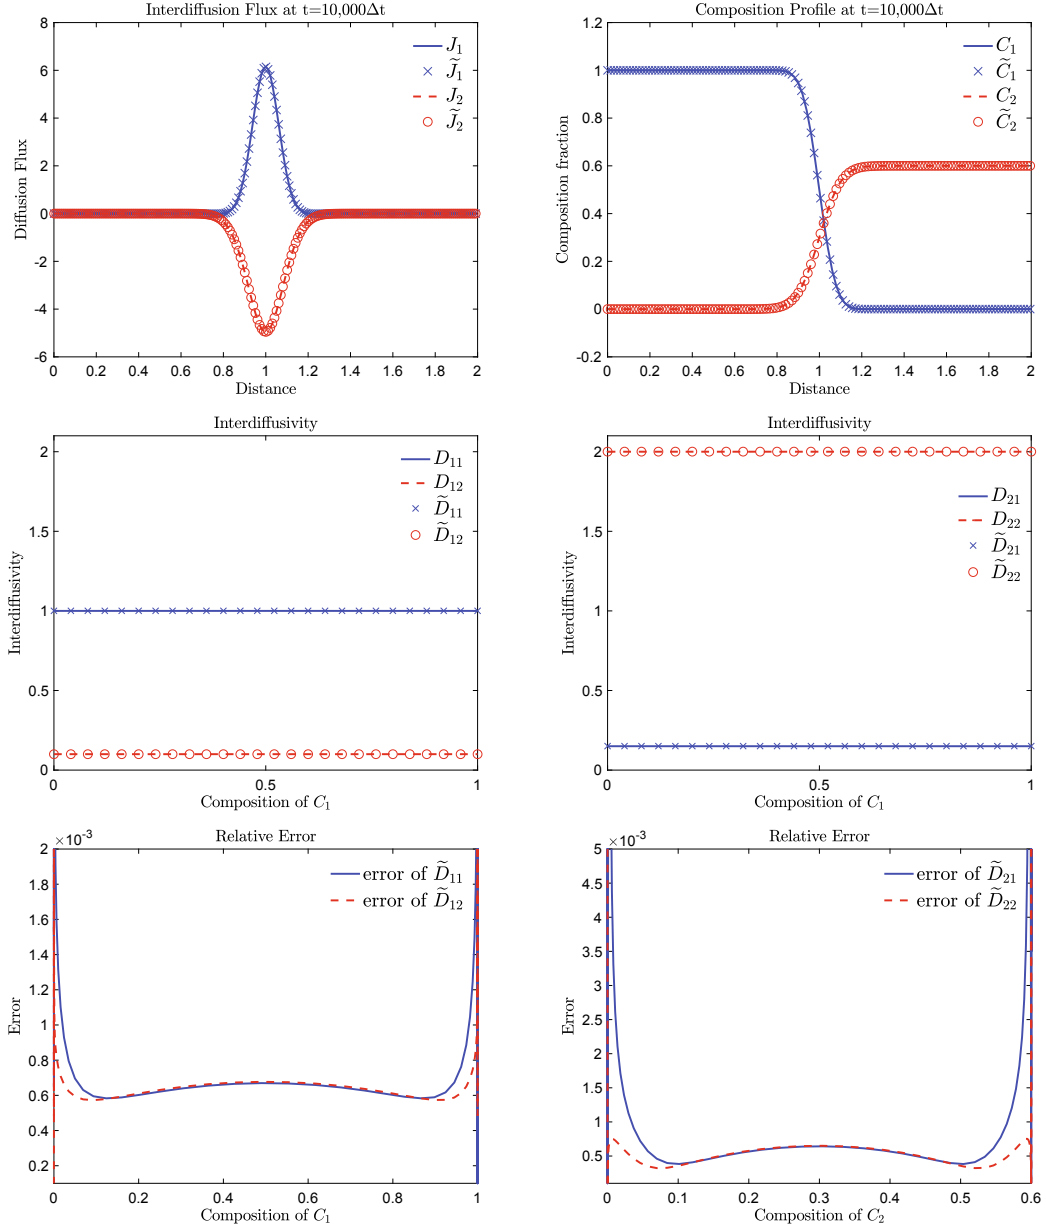 Interdiffusion Flux at t=10,000Δt
J₁
J̃₁
J₂
J̃₂
Diffusion Flux
8
6
4
2
0
-2
-4
-6
0 0.2 0.4 0.6 0.8 1 1.2 1.4 1.6 1.8 2
Distance
Composition Profile at t=10,000Δt
C₁
C̃₁
C₂
C̃₂
Composition fraction
1.2
1
0.8
0.6
0.4
0.2
0
-0.2
0 0.2 0.4 0.6 0.8 1 1.2 1.4 1.6 1.8 2
Distance
Interdiffusivity
D₁₁
D₁₂
D̃₁₁
D̃₁₂
Interdiffusivity
2
1.5
1
0.5
0
0 0.5 1
Composition of C₁
Interdiffusivity
D₂₁
D₂₂
D̃₂₁
D̃₂₂
Interdiffusivity
2
1.5
1
0.5
0
0 0.5 1
Composition of C₁
Relative Error
×10⁻³
error of D̃₁₁
error of D̃₁₂
Error
2
1.8
1.6
1.4
1.2
1
0.8
0.6
0.4
0.2
0 0.2 0.4 0.6 0.8 1
Composition of C₁
Relative Error
×10⁻³
error of D̃₂₁
error of D̃₂₂
Error
5
4.5
4
3.5
3
2.5
2
1.5
1
0.5
0 0.1 0.2 0.3 0.4 0.5 0.6
Composition of C₂